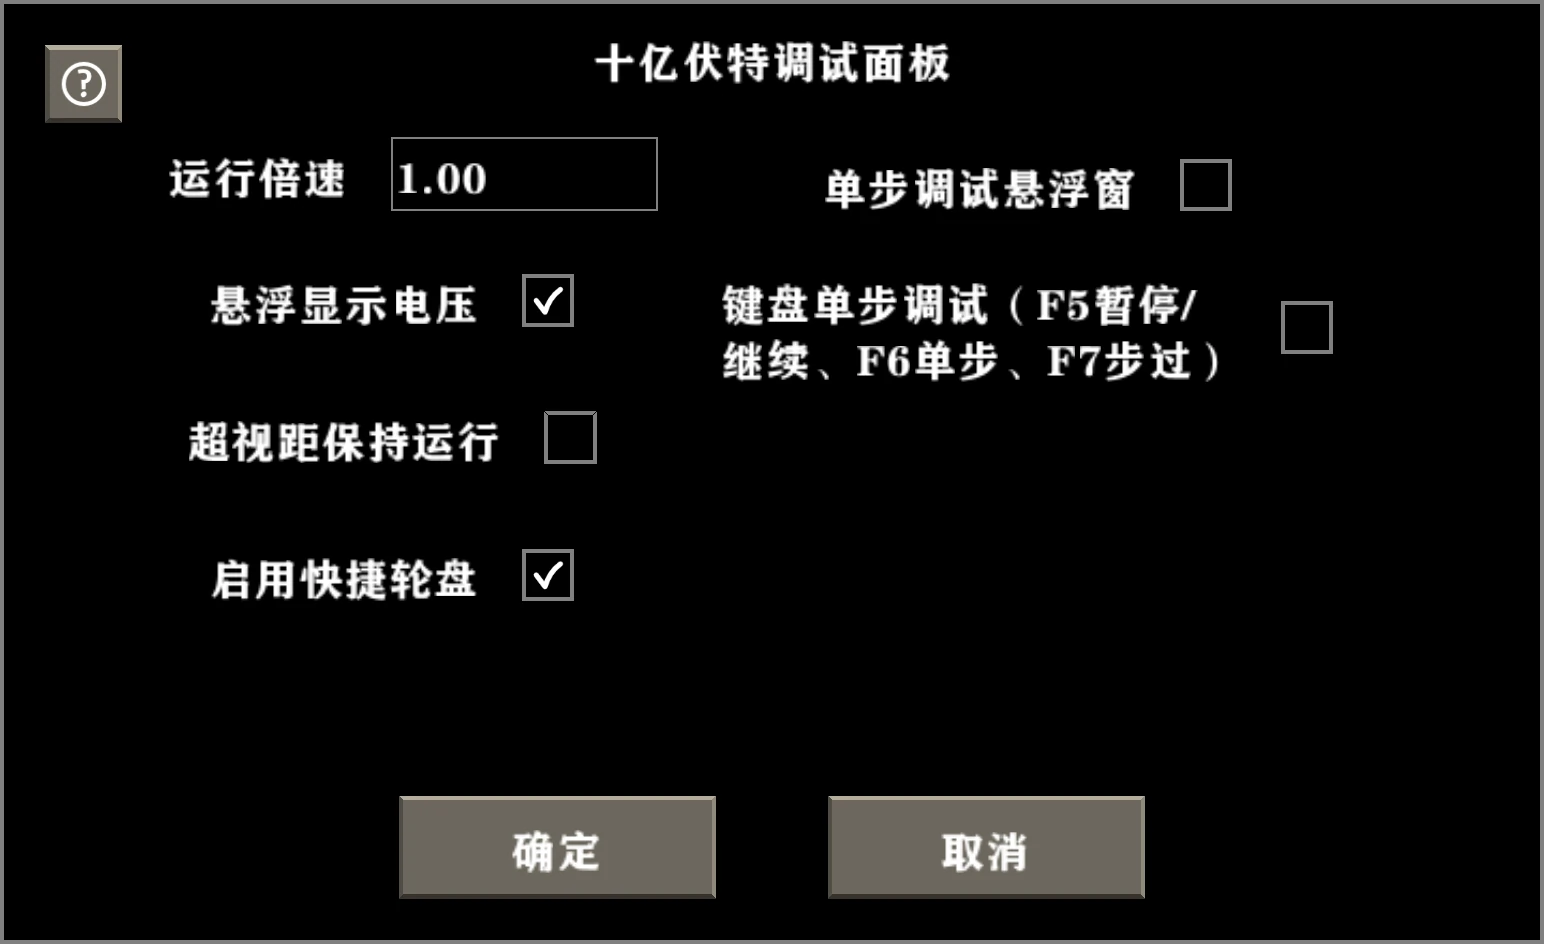 十亿伏特调试面板
?
运行倍速 1.00
单步调试悬浮窗
悬浮显示电压
键盘单步调试（F5暂停/
继续、F6单步、F7步过）
超视距保持运行
启用快捷轮盘
确定
取消